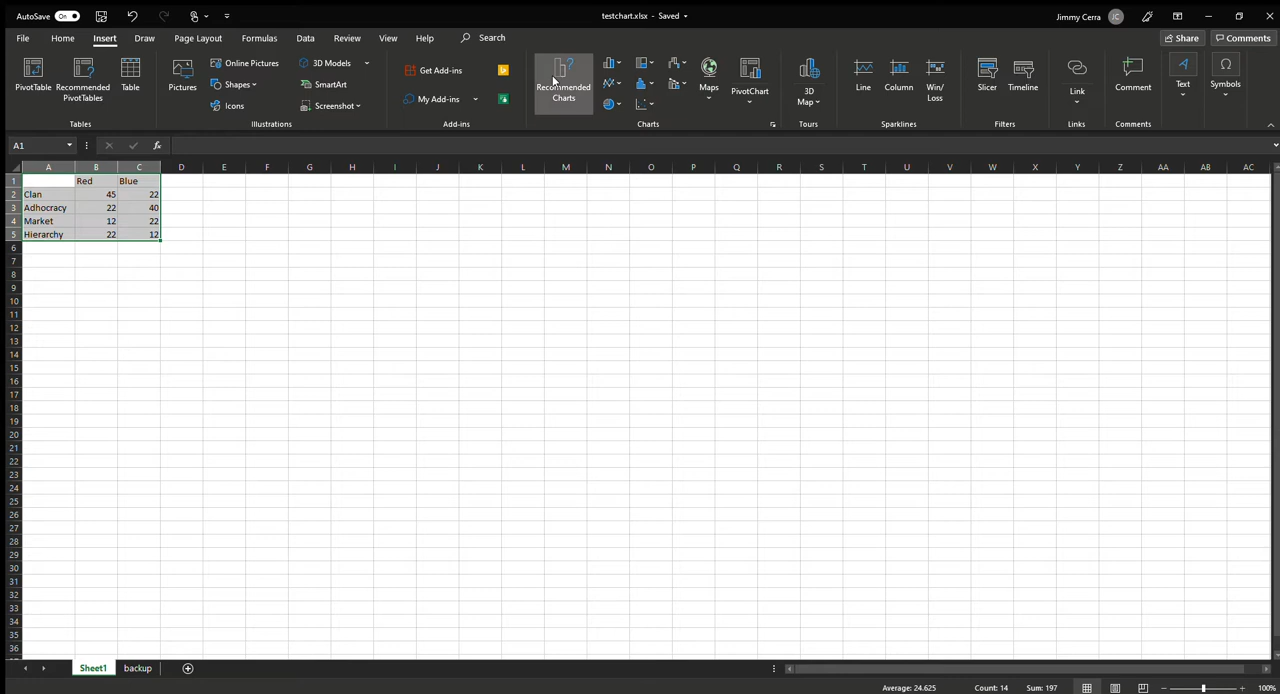 AutoSave On testchart.xlsx - Saved Jimmy Cerra JC
File Home Insert Draw Page Layout Formulas Data Review View Help Search Share Comments
PivotTable Recommended PivotTables Table
Tables
Pictures Online Pictures Shapes Icons 3D Models SmartArt Screenshot
Illustrations
Get Add-ins
My Add-ins
Add-ins
Recommended Charts Maps PivotChart
Charts
3D Map
Tours
Line Column Win/Loss
Sparklines
Slicer Timeline
Filters
Link
Links
Comment
Comments
Text Symbols
A1 fx
A B C D E F G H I J K L M N O P Q R S T U V W X Y Z AA AB AC
1 Red Blue
2 Clan 45 22
3 Adhocracy 22 40
4 Market 12 22
5 Hierarchy 22 12
6
7
8
9
10
11
12
13
14
15
16
17
18
19
20
21
22
23
24
25
26
27
28
29
30
31
32
33
34
35
36
Sheet1 backup
Average: 24.625 Count: 14 Sum: 197 100%